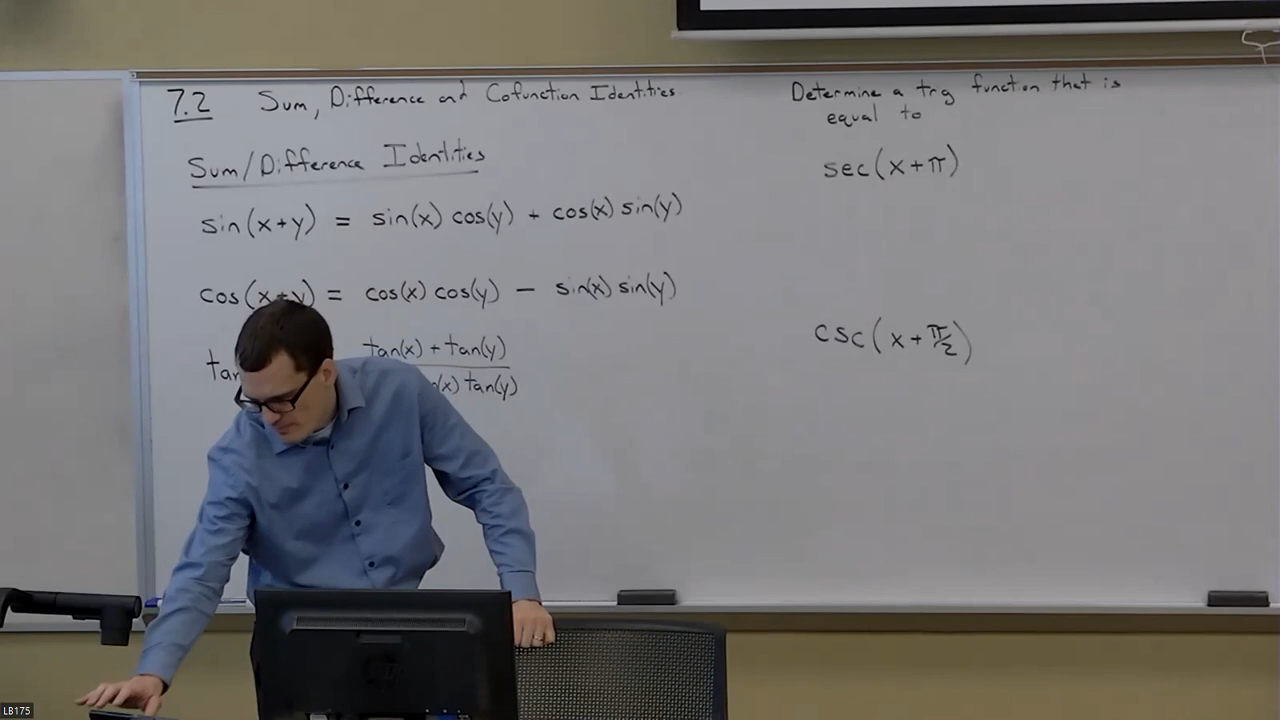 7.2 Sum, Difference and Cofunction Identities
Sum/Difference Identities
sin(x+y) = sin(x) cos(y) + cos(x) sin(y)
cos(x+y) = cos(x) cos(y) - sin(x) sin(y)
tan
tan(x) + tan(y)
(x) tan(y)
Determine a trig function that is
equal to
sec(x+π)
csc(x+π/2)
LB175